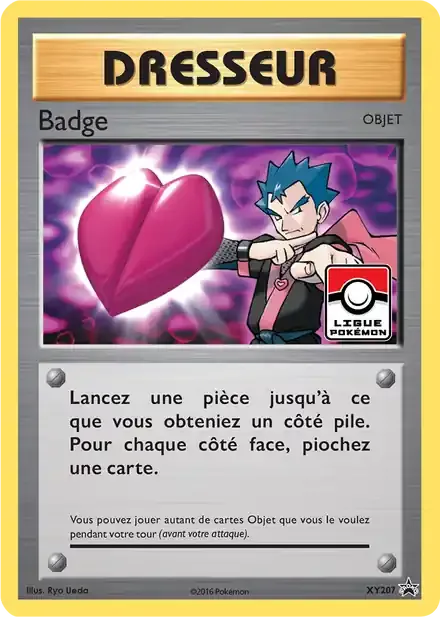 DRESSEUR
Badge
OBJET
LIGUE
POKÉMON
Lancez une pièce jusqu'à ce
que vous obteniez un côté pile.
Pour chaque côté face, piochez
une carte.
Vous pouvez jouer autant de cartes Objet que vous le voulez
pendant votre tour (avant votre attaque).
Illus. Ryo Ueda
©2016 Pokémon
XY207
PROMO